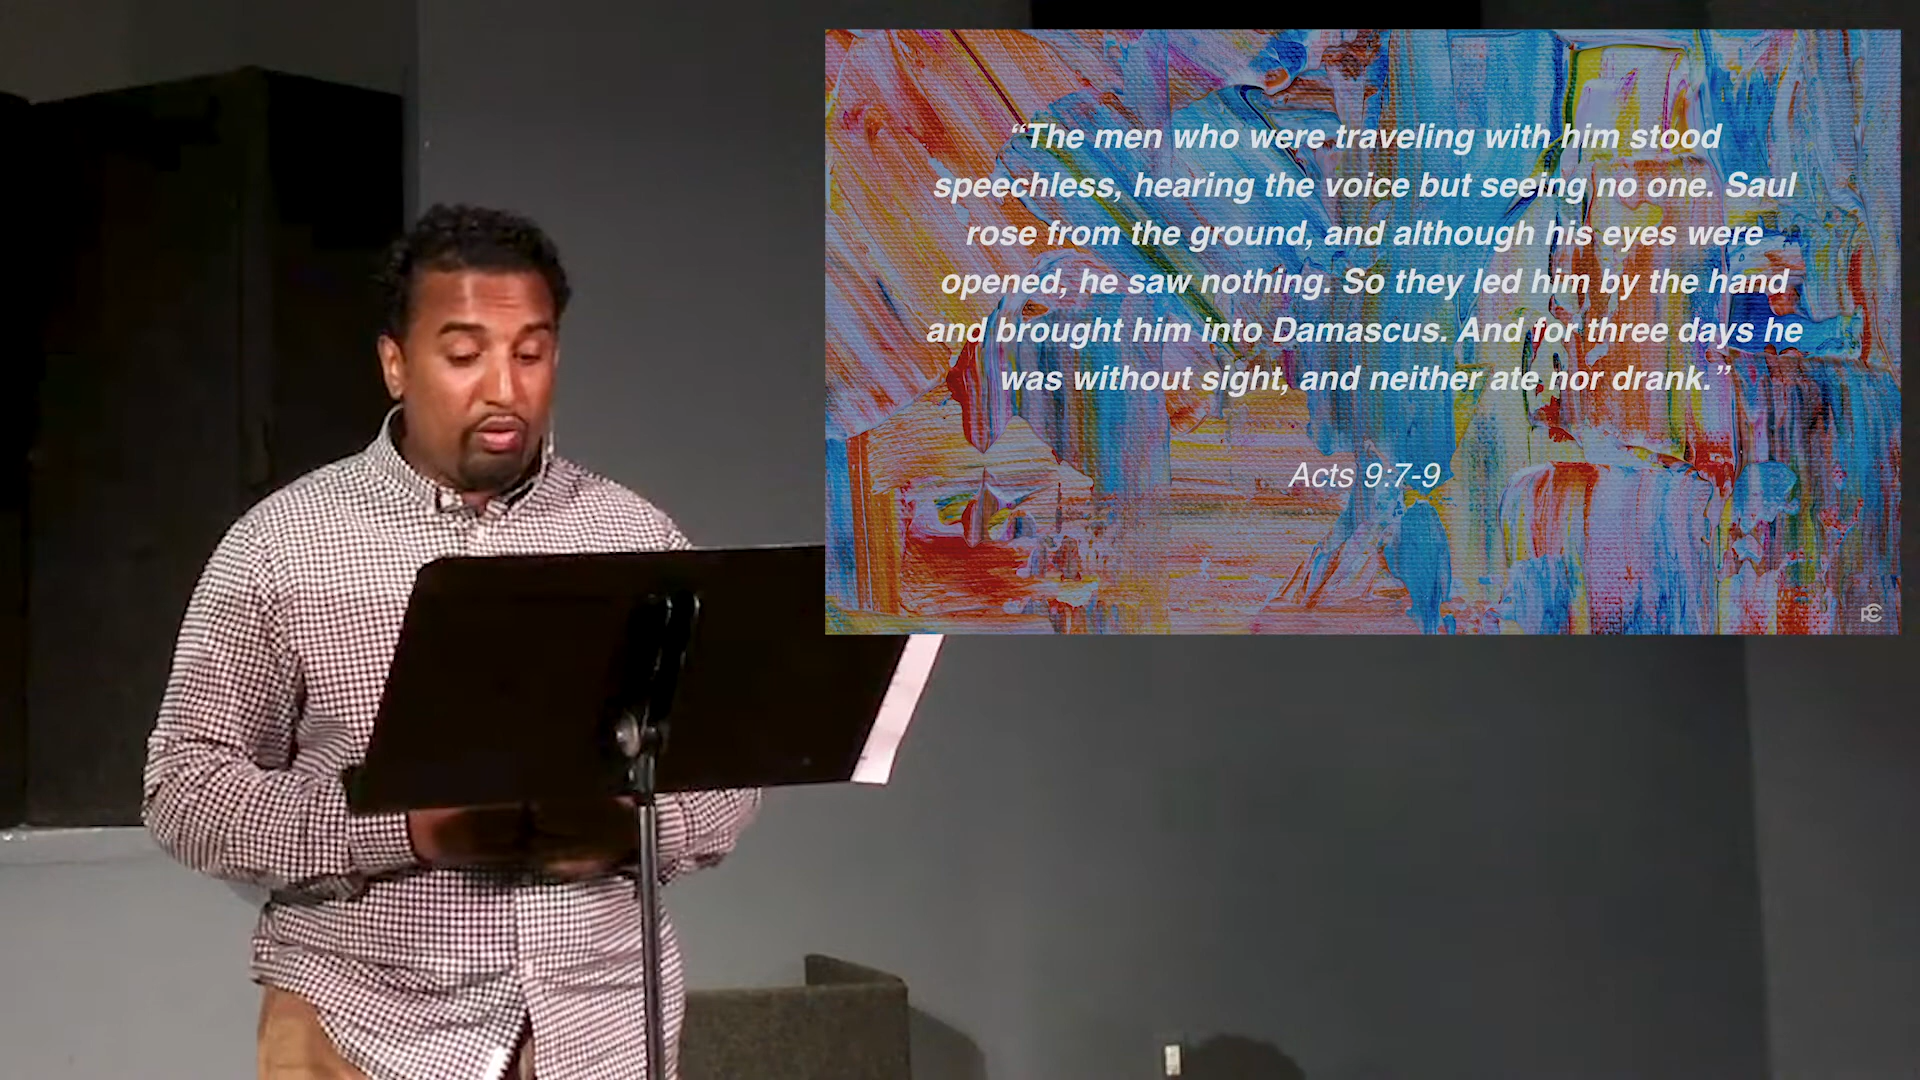 “The men who were traveling with him stood
speechless, hearing the voice but seeing no one. Saul
rose from the ground, and although his eyes were
opened, he saw nothing. So they led him by the hand
and brought him into Damascus. And for three days he
was without sight, and neither ate nor drank.”
Acts 9:7-9